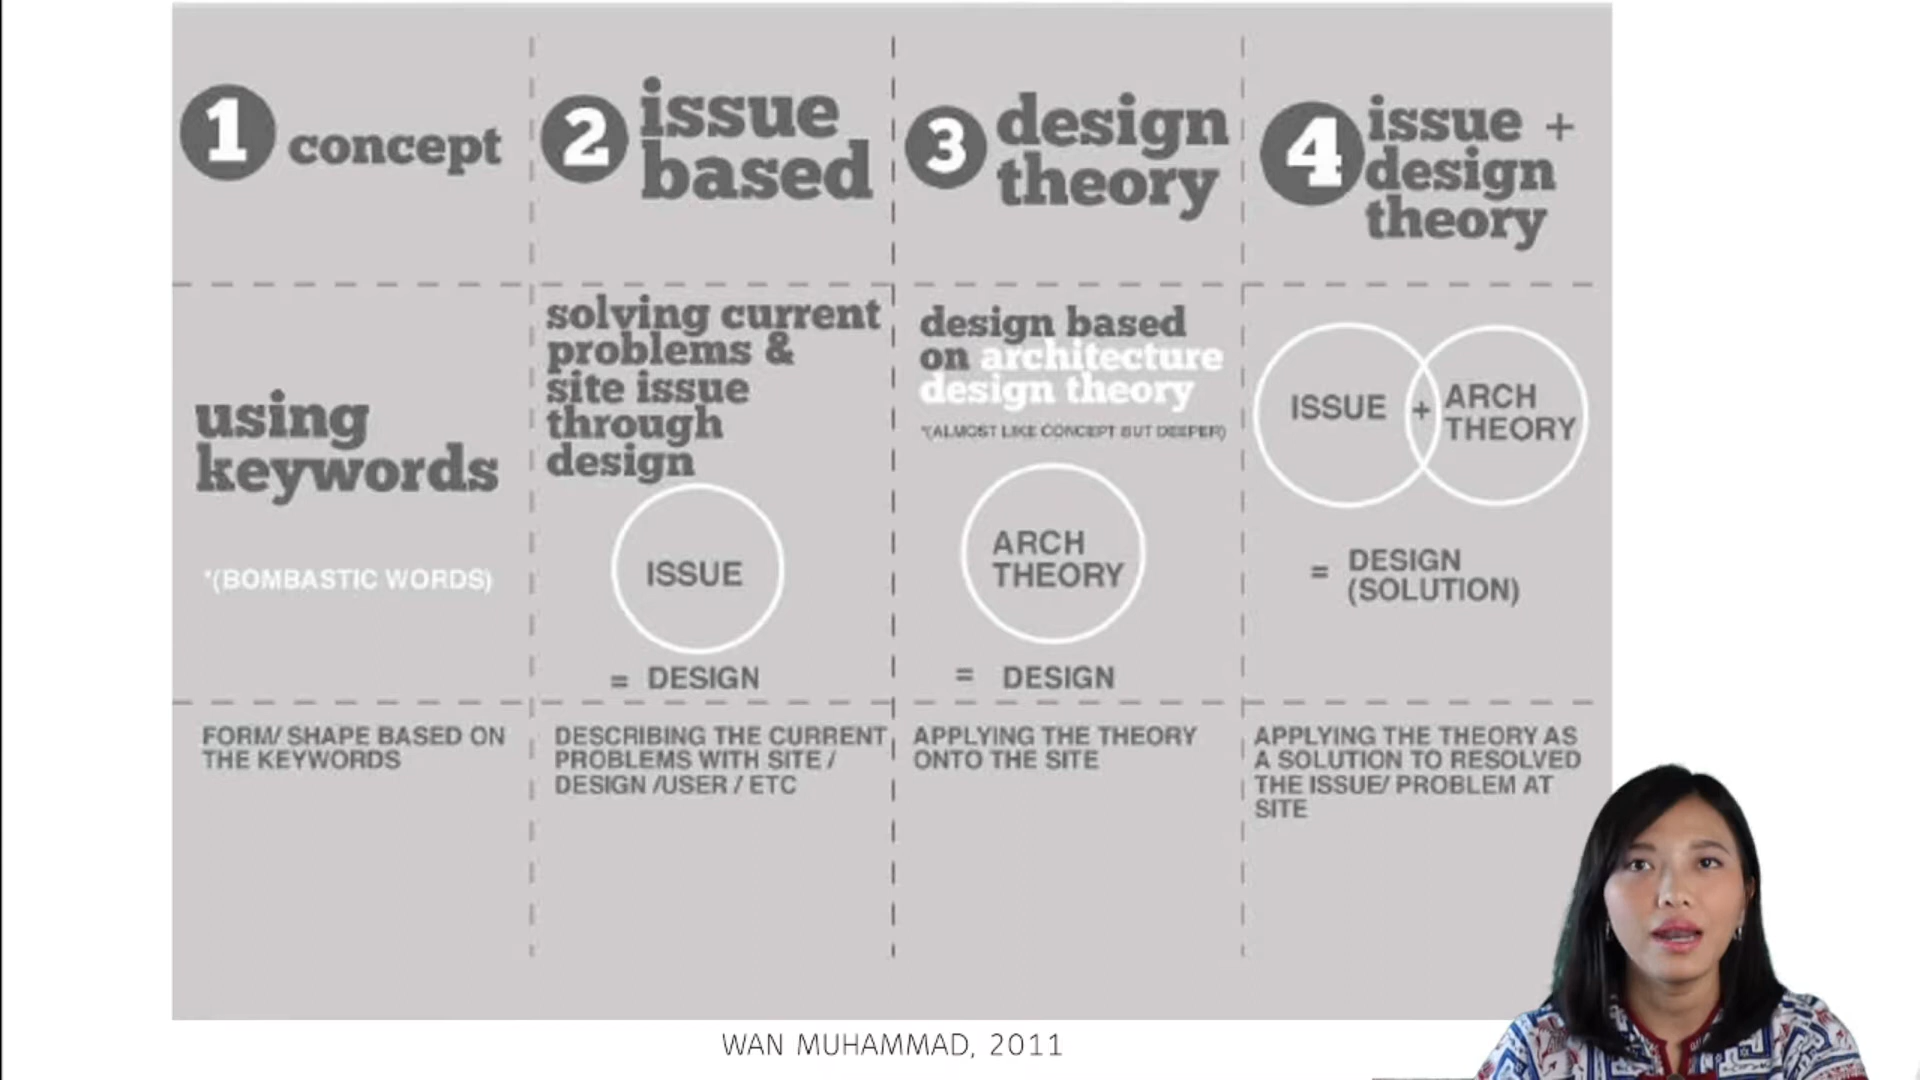 1 concept
2 issue
based
3 design
theory
4 issue +
design
theory
using
keywords
*(BOMBASTIC WORDS)
solving current
problems &
site issue
through
design
ISSUE
= DESIGN
design based
on architecture
design theory
*(ALMOST LIKE CONCEPT BUT DEEPER)
ARCH
THEORY
= DESIGN
ISSUE + ARCH
THEORY
= DESIGN
(SOLUTION)
FORM/ SHAPE BASED ON
THE KEYWORDS
DESCRIBING THE CURRENT
PROBLEMS WITH SITE /
DESIGN /USER / ETC
APPLYING THE THEORY
ONTO THE SITE
APPLYING THE THEORY AS
A SOLUTION TO RESOLVED
THE ISSUE/ PROBLEM AT
SITE
WAN MUHAMMAD, 2011